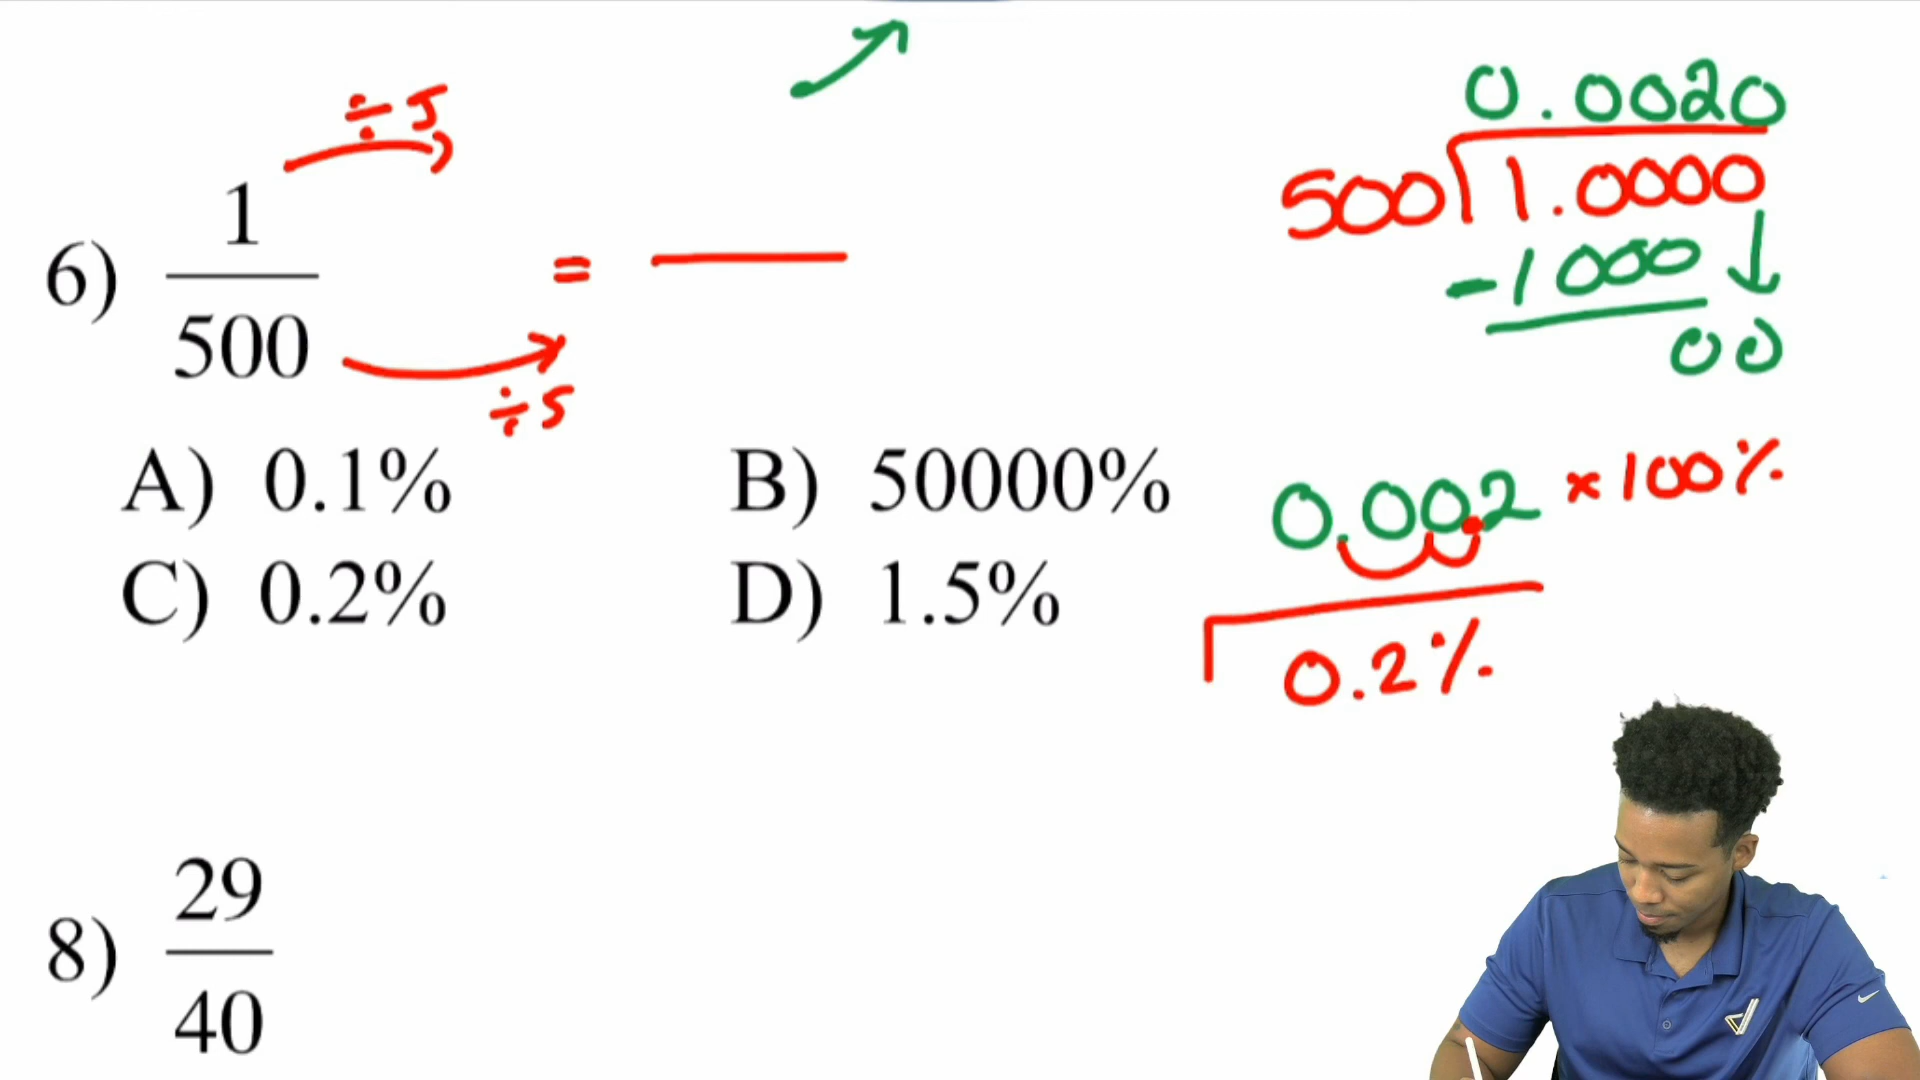 ÷5
6) 1/500 = 
÷5
A) 0.1%
B) 50000%
C) 0.2%
D) 1.5%
0.0020
500 1.0000
-1000
00
0.002 × 100%
0.2%
8) 29/40